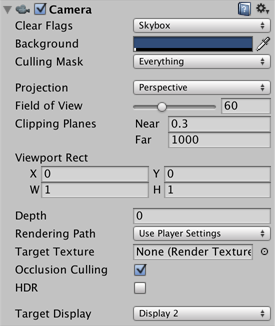 Camera
Clear Flags Skybox
Background
Culling Mask Everything
Projection Perspective
Field of View 60
Clipping Planes Near 0.3
Far 1000
Viewport Rect
X 0 Y 0
W 1 H 1
Depth 0
Rendering Path Use Player Settings
Target Texture None (Render Texture
Occlusion Culling
HDR
Target Display Display 2